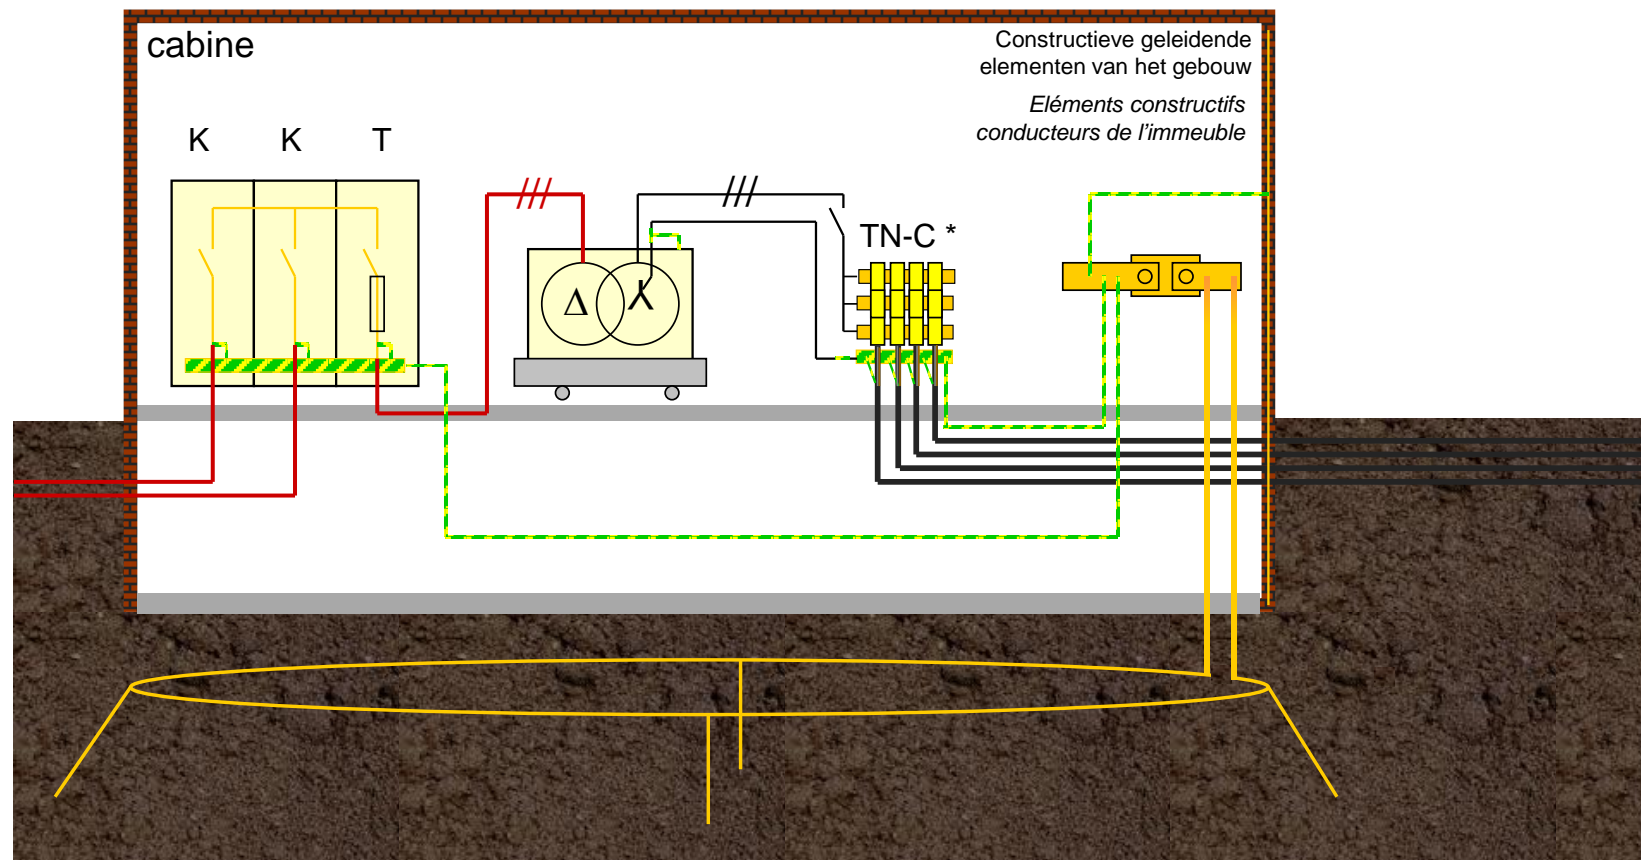 cabine
Constructieve geleidende
elementen van het gebouw
Eléments constructifs
conducteurs de l'immeuble
K K T
TN-C *
Δ